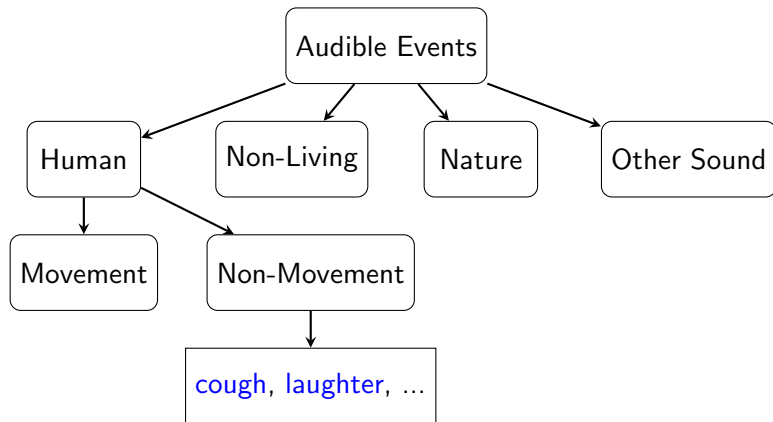 Audible Events
Human
Non-Living
Nature
Other Sound
Movement
Non-Movement
cough, laughter, ...